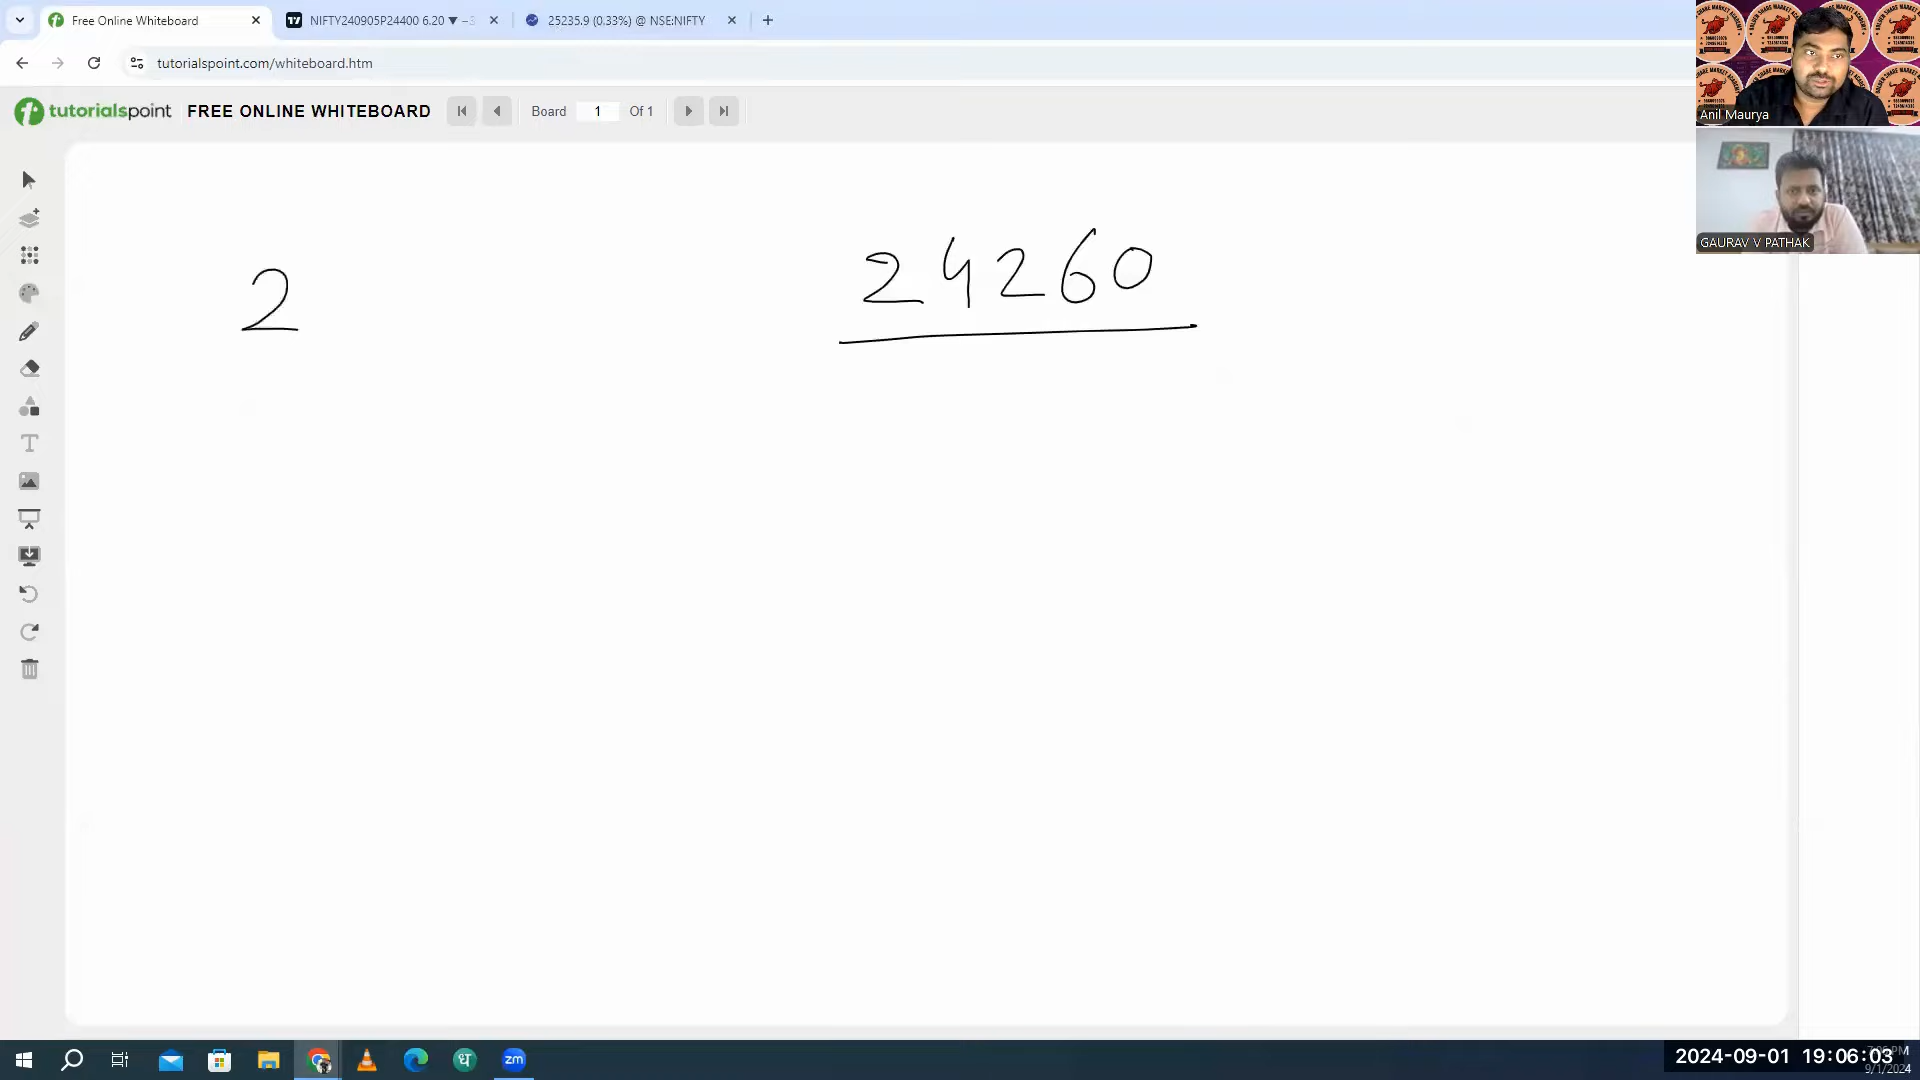 Free Online Whiteboard
NIFTY240905P24400 6.20 ▼ −3
25235.9 (0.33%) @ NSE:NIFTY
tutorialspoint.com/whiteboard.htm
tutorialspoint FREE ONLINE WHITEBOARD Board 1 Of 1
Anil Maurya
GAURAV V PATHAK
24260
2
T
zm
2024-09-01 19:06:03
9/1/2024